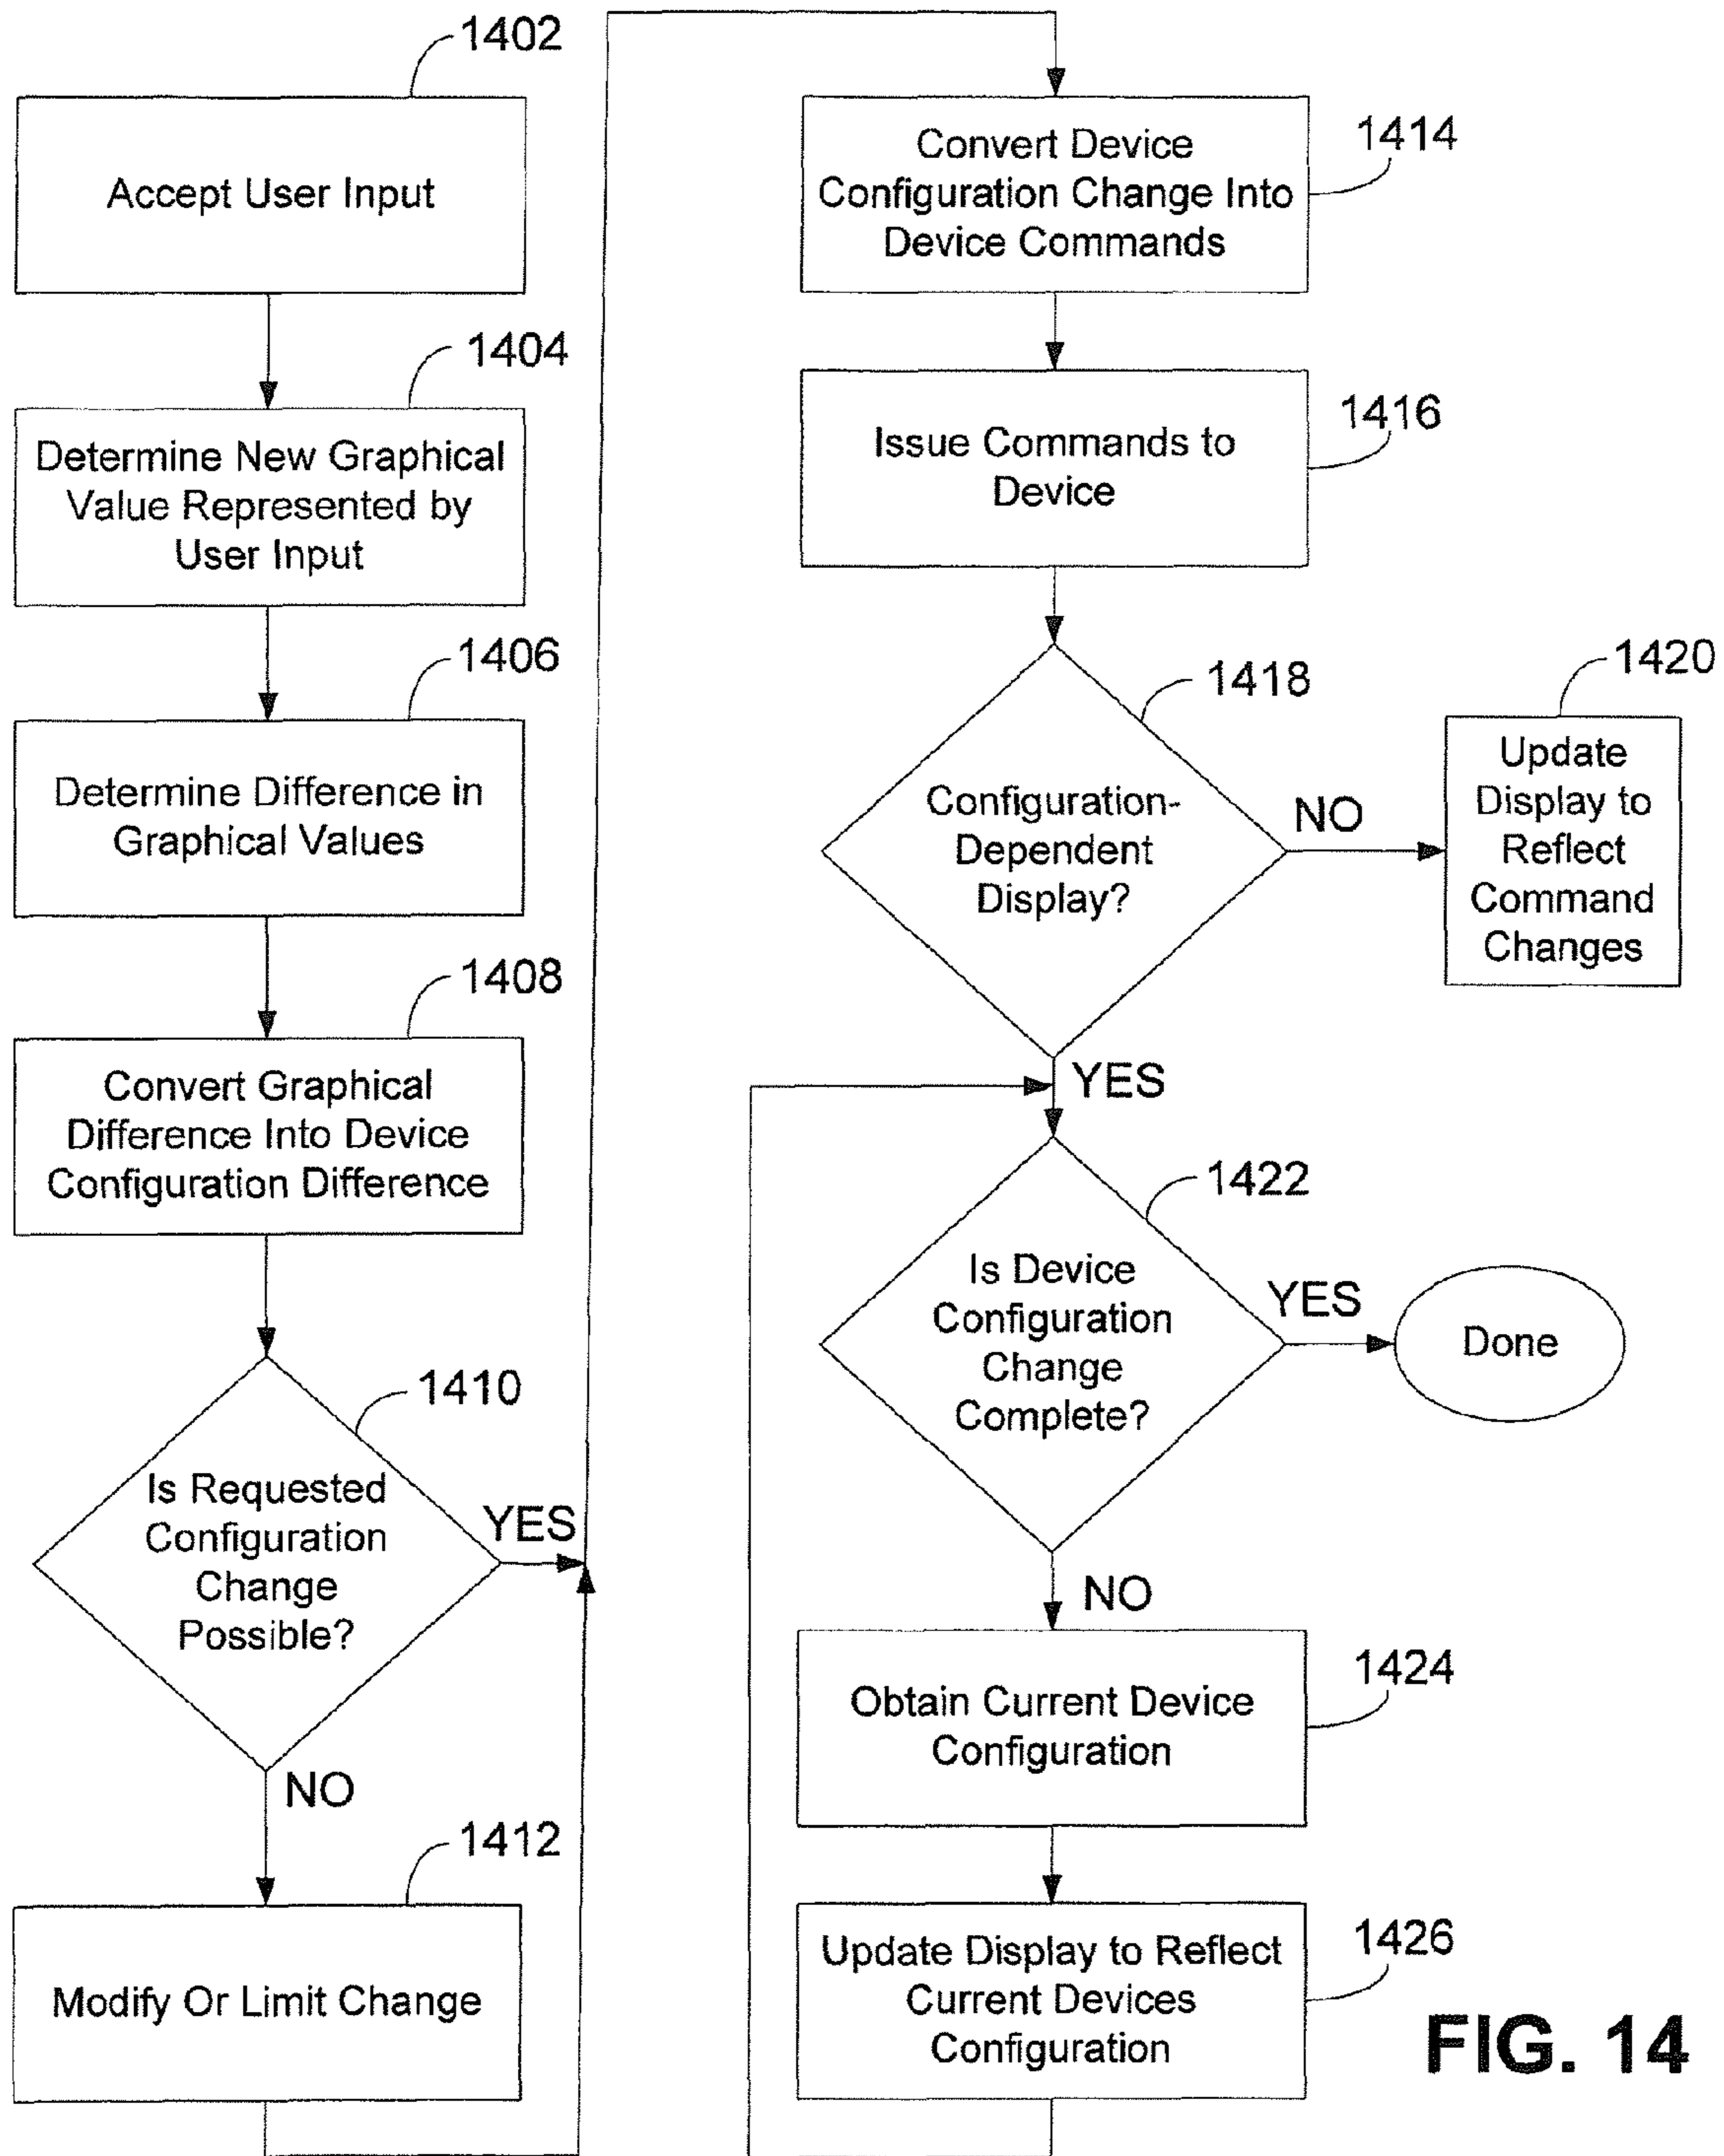 1402
Accept User Input
1404
Determine New Graphical
Value Represented by
User Input
1406
Determine Difference in
Graphical Values
1408
Convert Graphical
Difference Into Device
Configuration Difference
1410
Is Requested
Configuration
Change
Possible?
YES
NO
1412
Modify Or Limit Change
1414
Convert Device
Configuration Change Into
Device Commands
1416
Issue Commands to
Device
1418
Configuration-
Dependent
Display?
NO
1420
Update
Display to
Reflect
Command
Changes
YES
1422
Is Device
Configuration
Change
Complete?
YES
Done
NO
1424
Obtain Current Device
Configuration
1426
Update Display to Reflect
Current Devices
Configuration
FIG. 14